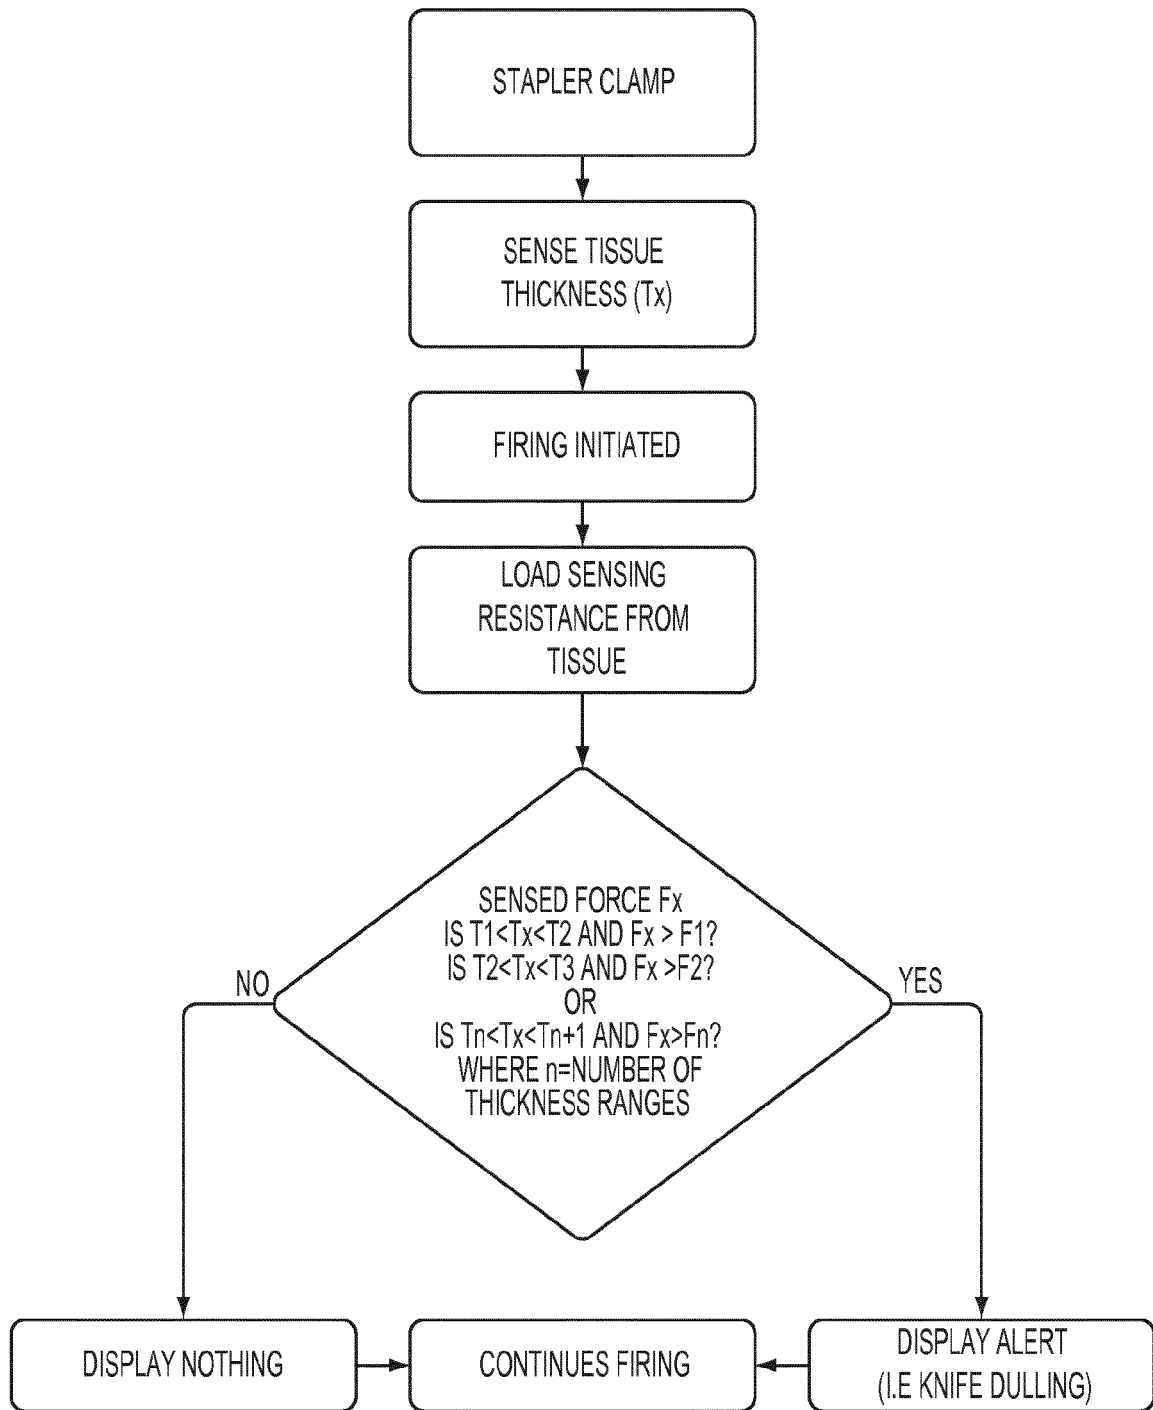 STAPLER CLAMP
SENSE TISSUE
THICKNESS (Tx)
FIRING INITIATED
LOAD SENSING
RESISTANCE FROM
TISSUE
SENSED FORCE Fx
IS T1<Tx<T2 AND Fx > F1?
IS T2<Tx<T3 AND Fx >F2?
OR
IS Tn<Tx<Tn+1 AND Fx>Fn?
WHERE n=NUMBER OF
THICKNESS RANGES
NO
YES
DISPLAY NOTHING
CONTINUES FIRING
DISPLAY ALERT
(I.E KNIFE DULLING)